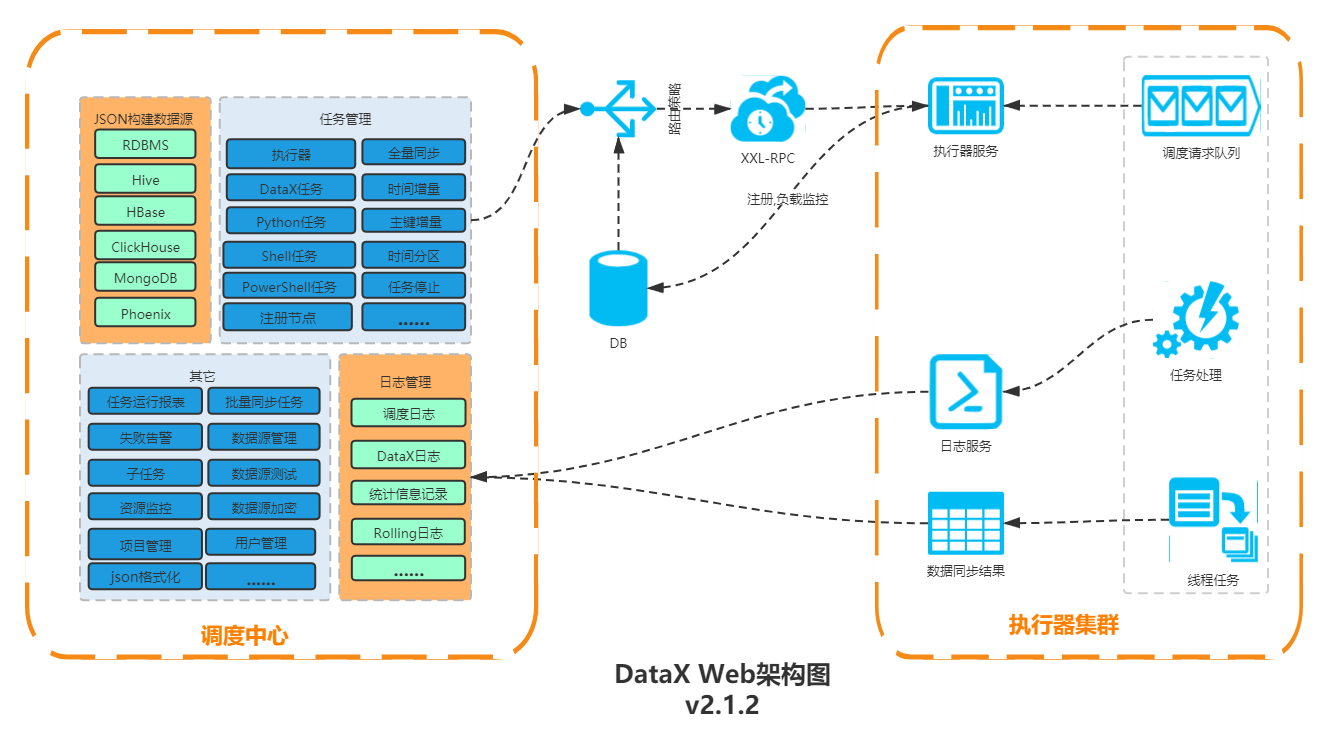 JSON构建数据源
RDBMS
Hive
HBase
ClickHouse
MongoDB
Phoenix
任务管理
执行器
全量同步
DataX任务
时间增量
Python任务
主键增量
Shell任务
时间分区
PowerShell任务
任务停止
注册节点
......
其它
任务运行报表
批量同步任务
失败告警
数据源管理
子任务
数据源测试
资源监控
数据源加密
项目管理
用户管理
json格式化
......
日志管理
调度日志
DataX日志
统计信息记录
Rolling日志
......
调度中心
路由策略
XXL-RPC
注册,负载监控
DB
执行器服务
调度请求队列
任务处理
日志服务
数据同步结果
线程任务
执行器集群
DataX Web架构图
v2.1.2